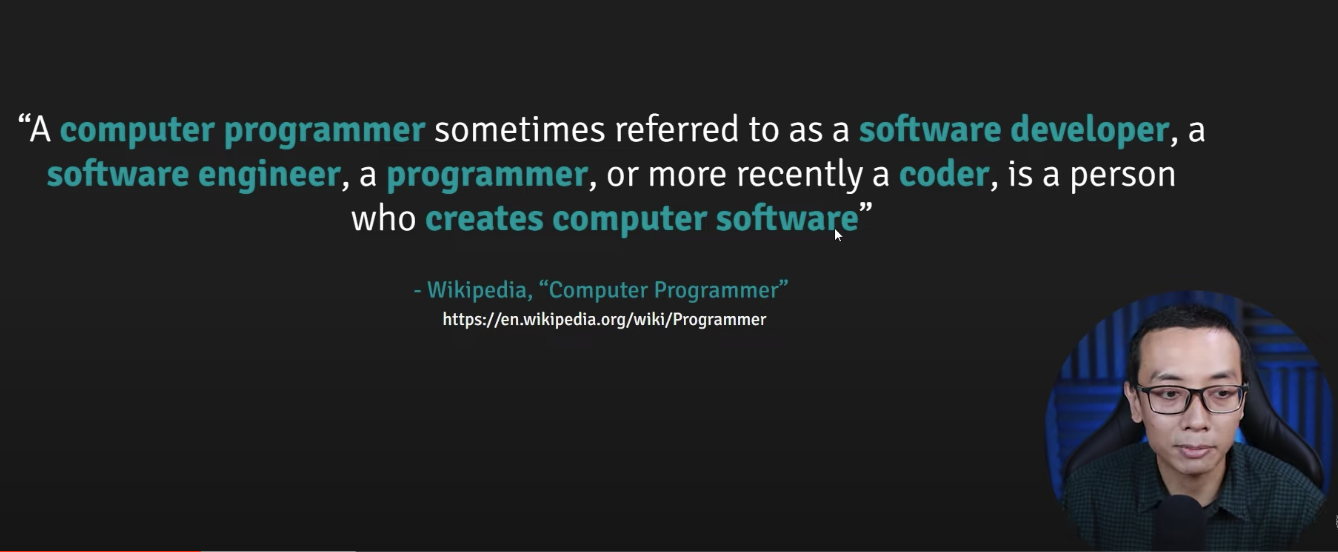 “A computer programmer sometimes referred to as a software developer, a
software engineer, a programmer, or more recently a coder, is a person
who creates computer software”
- Wikipedia, “Computer Programmer”
https://en.wikipedia.org/wiki/Programmer